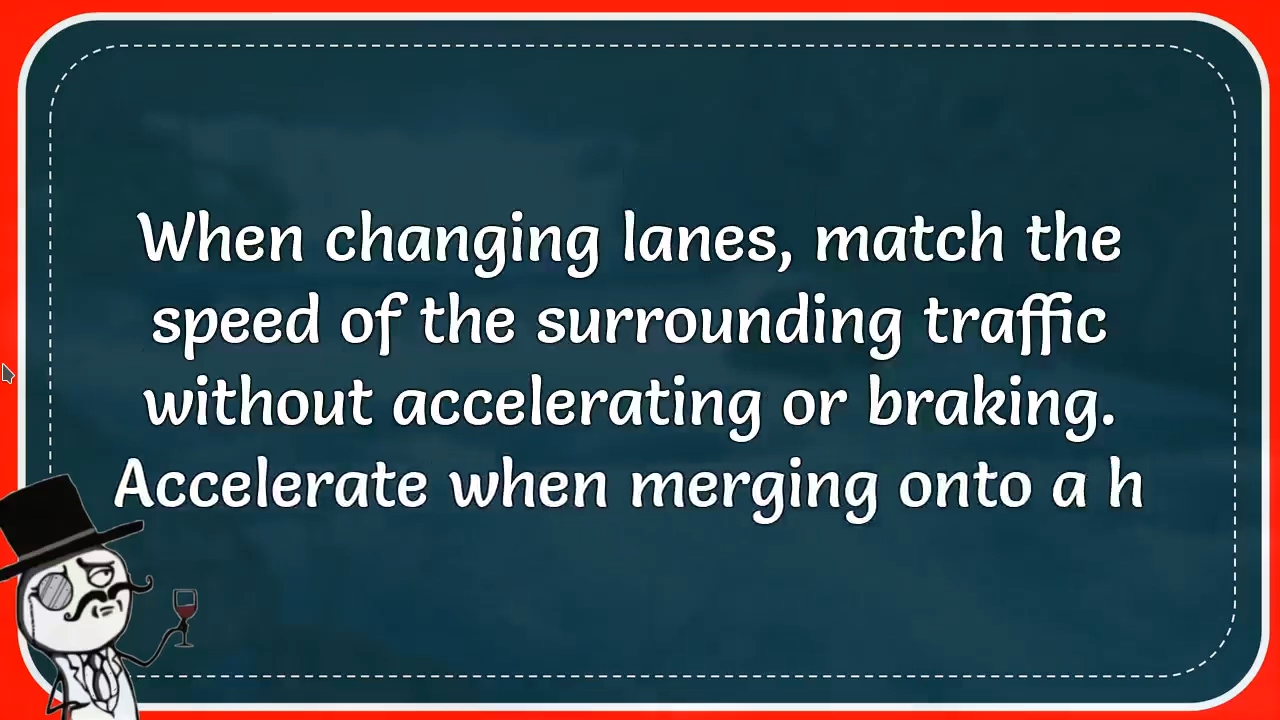 When changing lanes, match the
speed of the surrounding traffic
without accelerating or braking.
Accelerate when merging onto a h